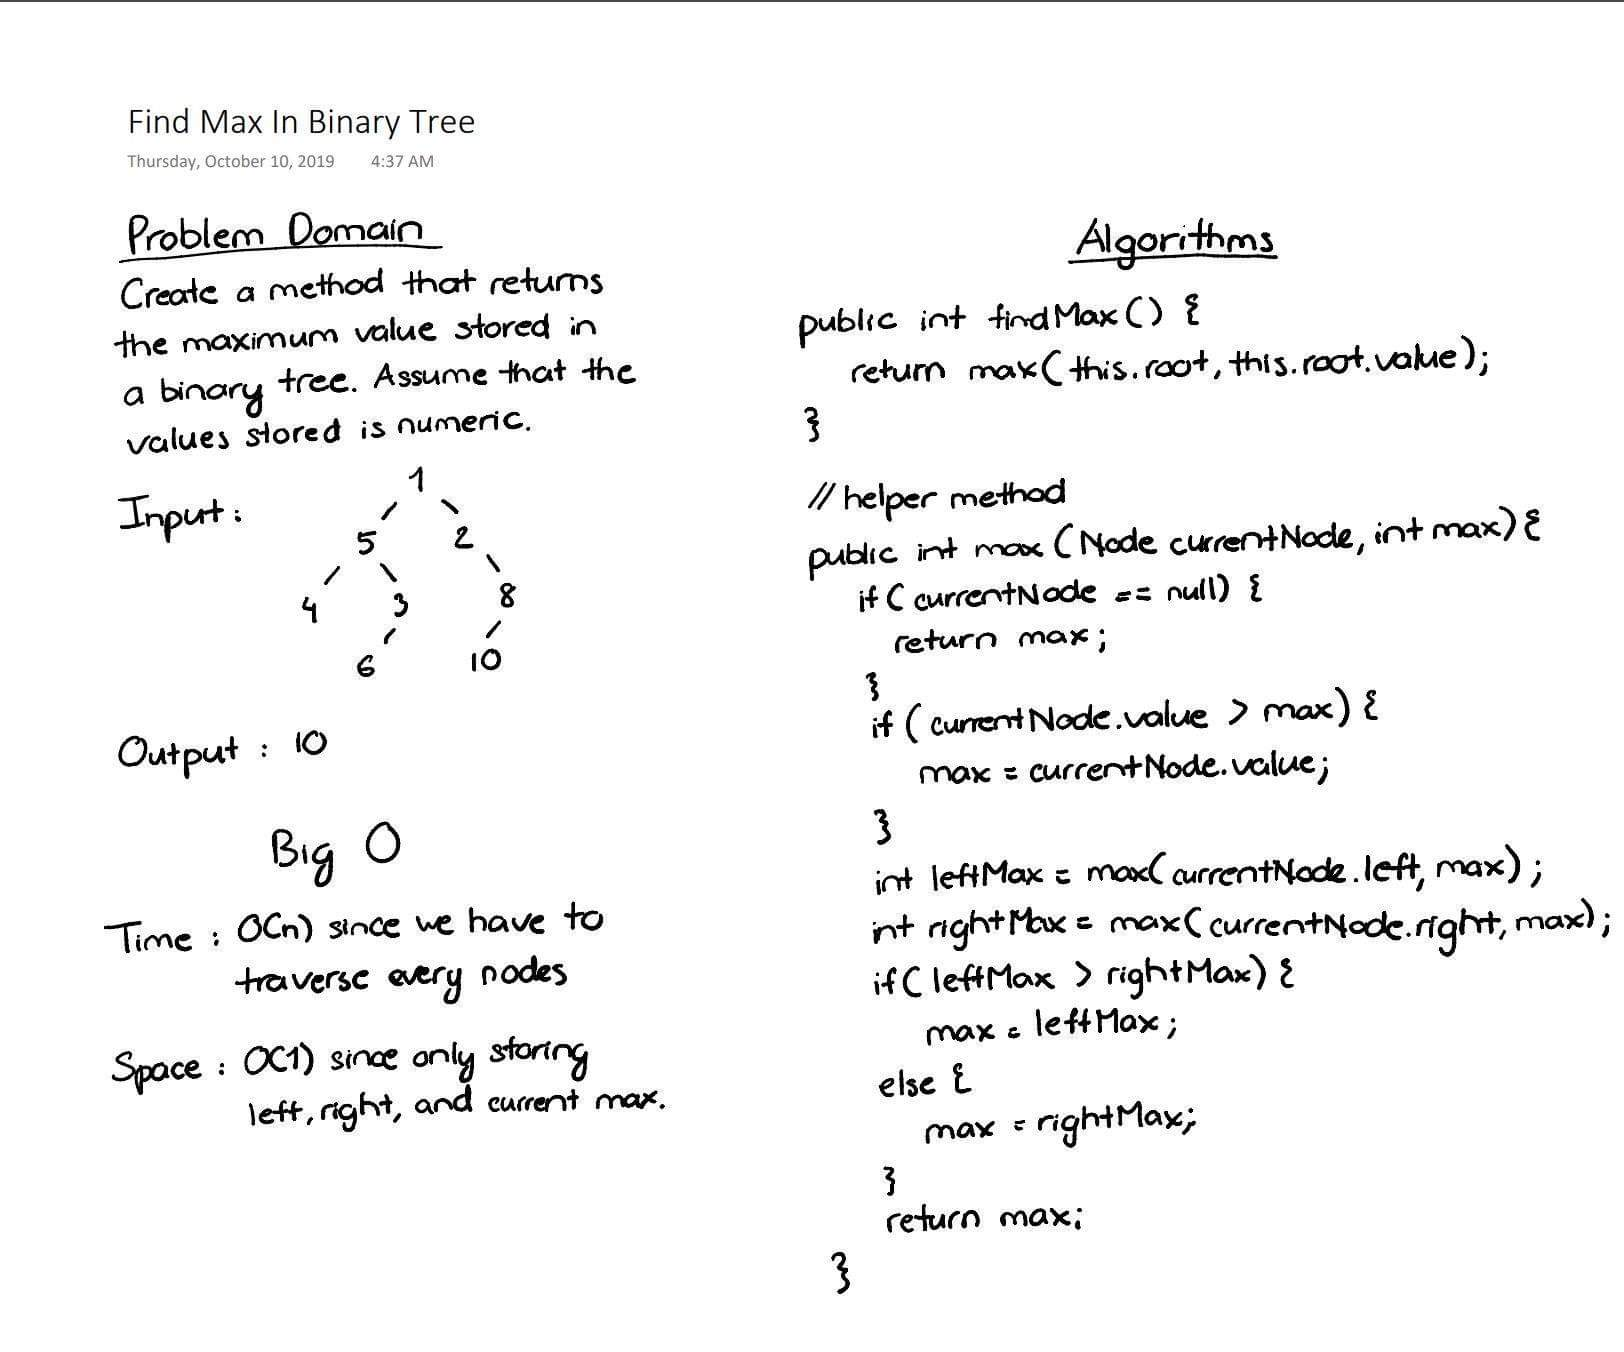 Find Max In Binary Tree
Thursday, October 10, 2019 4:37 AM
Problem Domain
Create a method that returns
the maximum value stored in
a binary tree. Assume that the
values stored is numeric.
Input:
1
5 2
4 3 8
6 10
Output: 10
Big O
Time: O(n) since we have to
traverse every nodes
Space: O(1) since only storing
left, right, and current max.
Algorithms
public int findMax() {
return max(this.root, this.root.value);
}
// helper method
public int max (Node currentNode, int max) {
if (currentNode == null) {
return max;
}
if (currentNode.value > max) {
max = currentNode.value;
}
int leftMax = max(currentNode.left, max);
int rightMax = max(currentNode.right, max);
if (leftMax > rightMax) {
max = leftMax;
else {
max = rightMax;
}
return max;
}